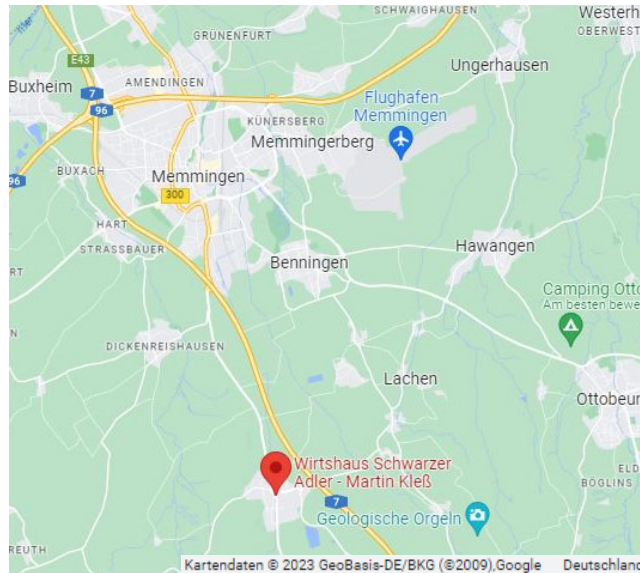 SCHWAIGHAUSEN
Westerh
OBERWEST
GRÜNENFURT
E43
Ungerhausen
Buxheim
AMENDINGEN
7
96
Flughafen
Memmingen
KÜNERSBERG
Memmingerberg
BUXACH
96
Memmingen
300
HART
STRASSBAUER
Hawangen
Benningen
RT
Camping Otto
Am besten bewe
N
DICKENREISHAUSEN
Lachen
Ottobeur
Wirtshaus Schwarzer
Adler - Martin Kleß
ELD
BÖGLINS
7
Geologische Orgeln
REUTH
Kartendaten © 2023 GeoBasis-DE/BKG (©2009),Google Deutschland